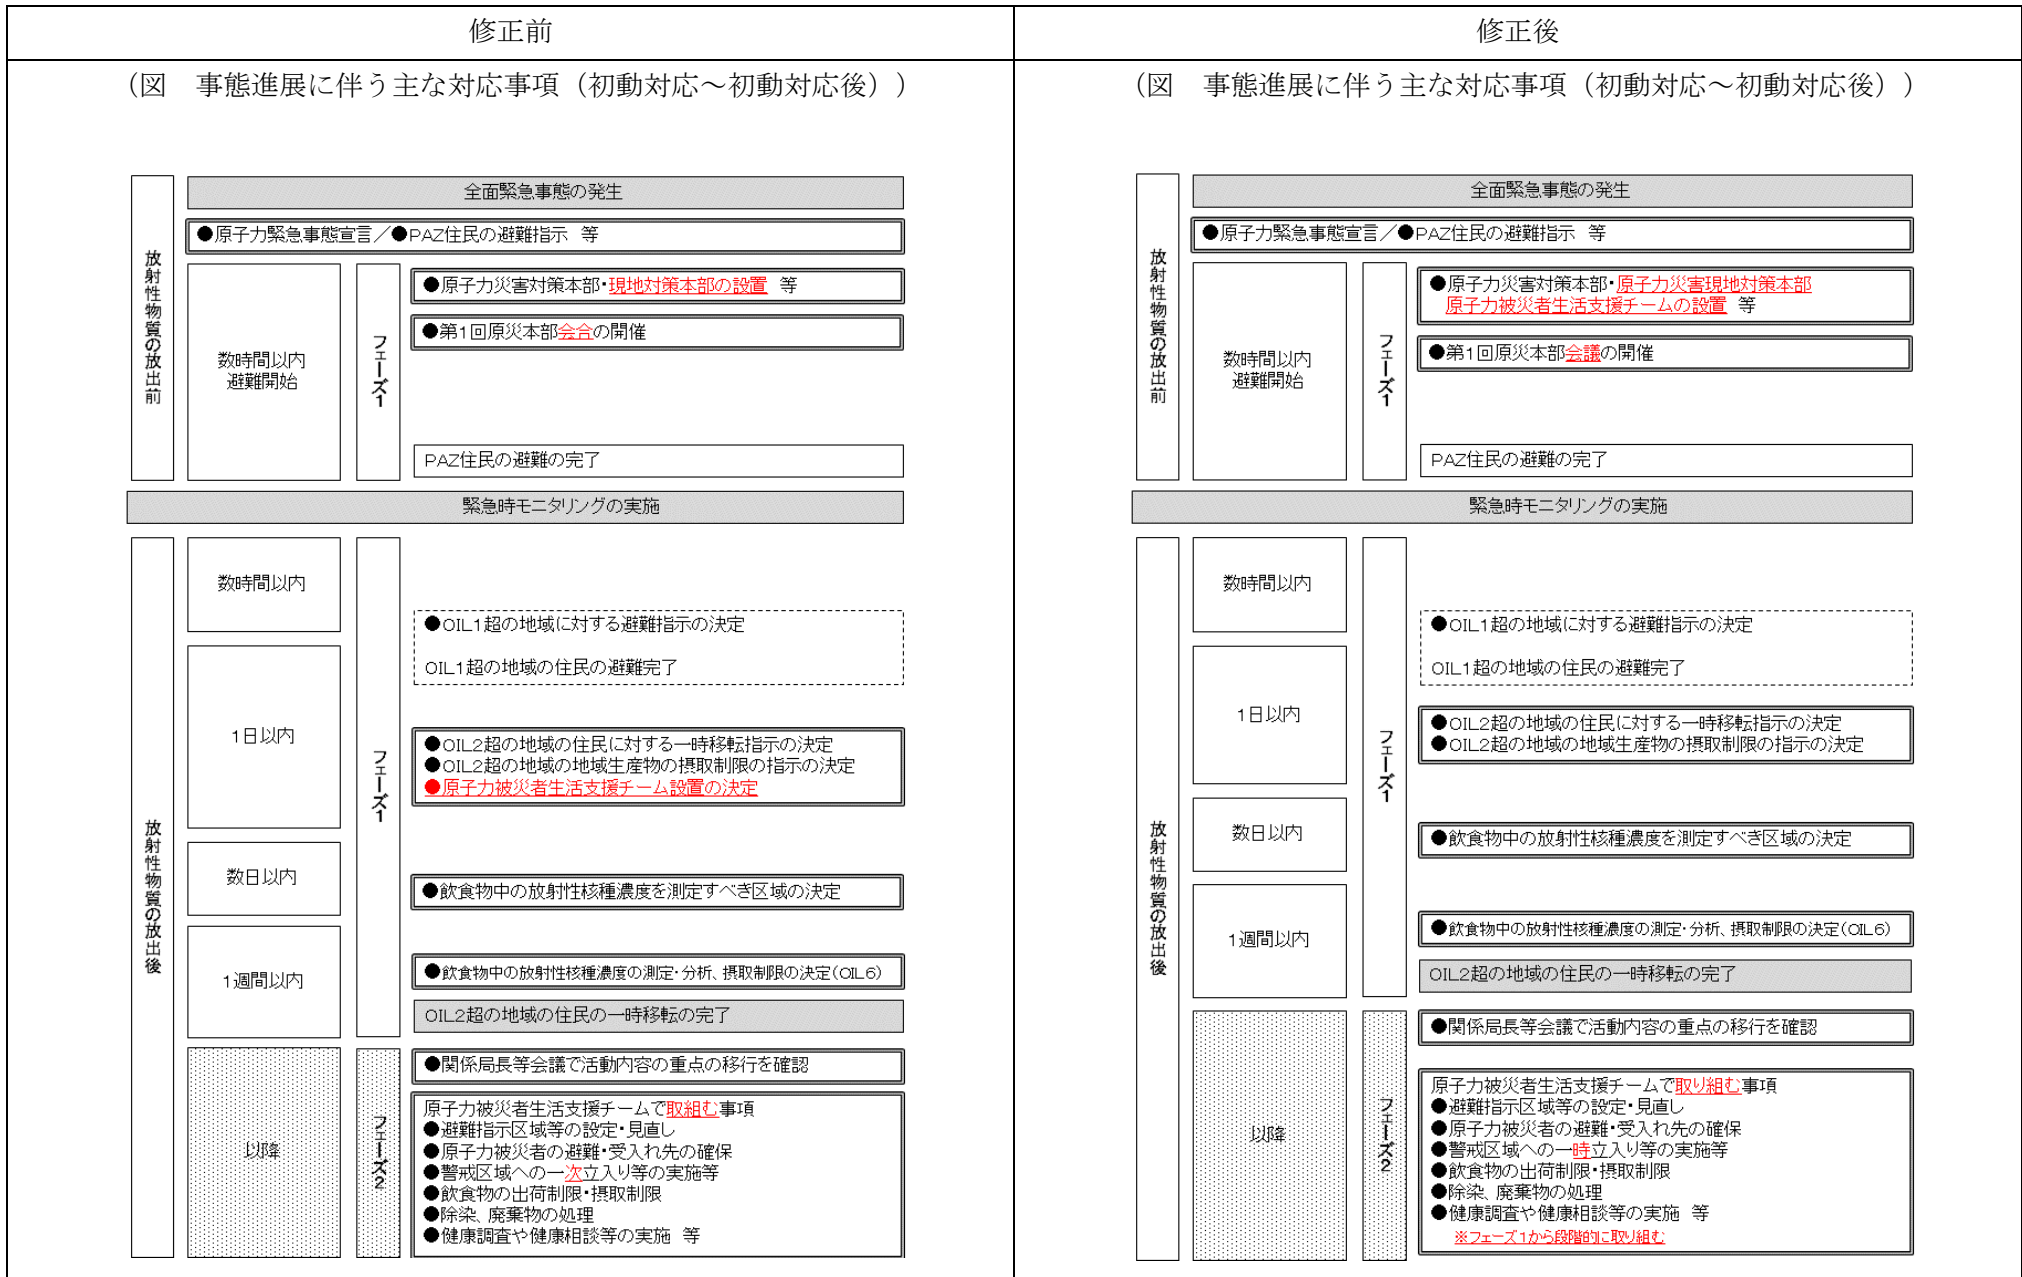 修正前
(図　事態進展に伴う主な対応事項（初動対応～初動対応後）)
全面緊急事態の発生
●原子力緊急事態宣言／●PAZ住民の避難指示　等
放射性物質の放出前
数時間以内
避難開始
フェーズ1
●原子力災害対策本部・現地対策本部の設置　等
●第1回原災本部会合の開催
PAZ住民の避難の完了
緊急時モニタリングの実施
放射性物質の放出後
数時間以内
1日以内
数日以内
1週間以内
フェーズ1
●OIL1超の地域に対する避難指示の決定
OIL1超の地域の住民の避難完了
●OIL2超の地域の住民に対する一時移転指示の決定
●OIL2超の地域の地域生産物の摂取制限の指示の決定
●原子力被災者生活支援チーム設置の決定
●飲食物中の放射性核種濃度を測定すべき区域の決定
●飲食物中の放射性核種濃度の測定・分析、摂取制限の決定(OIL6)
OIL2超の地域の住民の一時移転の完了
以降
フェーズ2
●関係局長等会議で活動内容の重点の移行を確認
原子力被災者生活支援チームで取組む事項
●避難指示区域等の設定・見直し
●原子力被災者の避難・受入れ先の確保
●警戒区域への一次立入り等の実施等
●飲食物の出荷制限・摂取制限
●除染、廃棄物の処理
●健康調査や健康相談等の実施　等
修正後
(図　事態進展に伴う主な対応事項（初動対応～初動対応後）)
全面緊急事態の発生
●原子力緊急事態宣言／●PAZ住民の避難指示　等
放射性物質の放出前
数時間以内
避難開始
フェーズ1
●原子力災害対策本部・原子力災害現地対策本部
原子力被災者生活支援チームの設置　等
●第1回原災本部会議の開催
PAZ住民の避難の完了
緊急時モニタリングの実施
放射性物質の放出後
数時間以内
1日以内
数日以内
1週間以内
フェーズ1
●OIL1超の地域に対する避難指示の決定
OIL1超の地域の住民の避難完了
●OIL2超の地域の住民に対する一時移転指示の決定
●OIL2超の地域の地域生産物の摂取制限の指示の決定
●飲食物中の放射性核種濃度を測定すべき区域の決定
●飲食物中の放射性核種濃度の測定・分析、摂取制限の決定(OIL6)
OIL2超の地域の住民の一時移転の完了
以降
フェーズ2
●関係局長等会議で活動内容の重点の移行を確認
原子力被災者生活支援チームで取り組む事項
●避難指示区域等の設定・見直し
●原子力被災者の避難・受入れ先の確保
●警戒区域への一時立入り等の実施等
●飲食物の出荷制限・摂取制限
●除染、廃棄物の処理
●健康調査や健康相談等の実施　等
※フェーズ1から段階的に取り組む